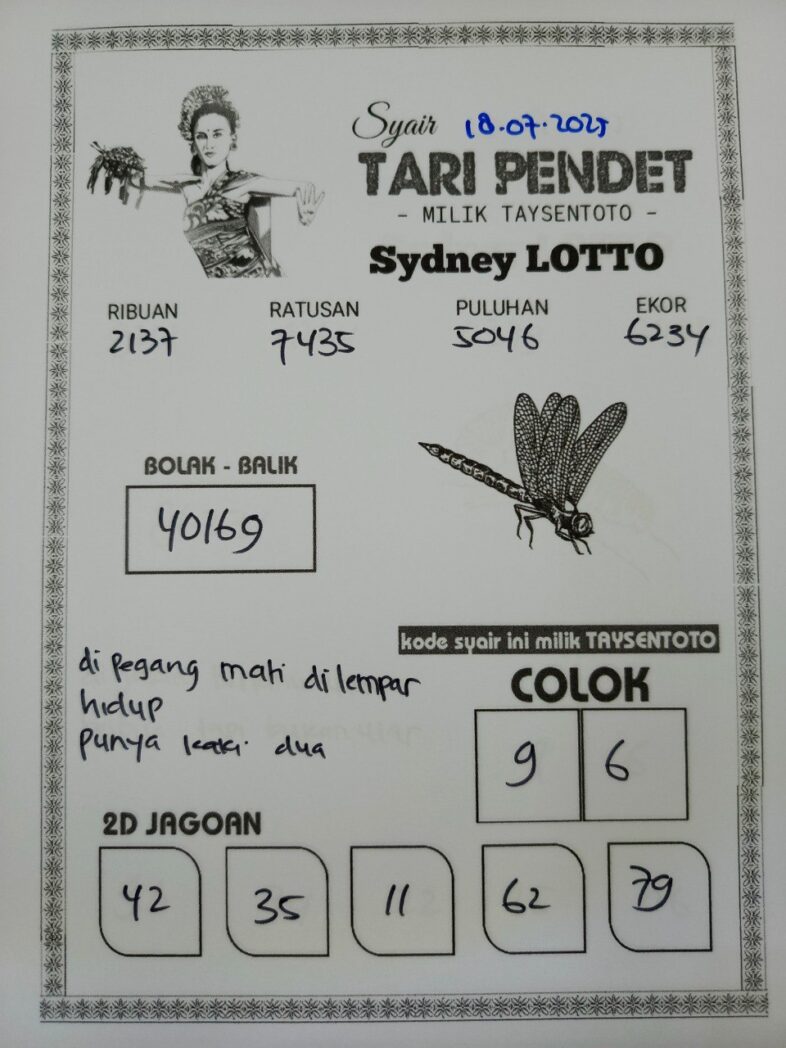 Syair 18.07.2025
TARI PENDET
- MILIK TAYSENTOTO -
Sydney LOTTO
RIBUAN RATUSAN PULUHAN EKOR
2137 7435 5046 6234
BOLAK - BALIK
40169
kode syair ini milik TAYSENTOTO
di pegang mati di lempar
hidup
punya kaki dua
COLOK
9 6
2D JAGOAN
42 35 11 62 79